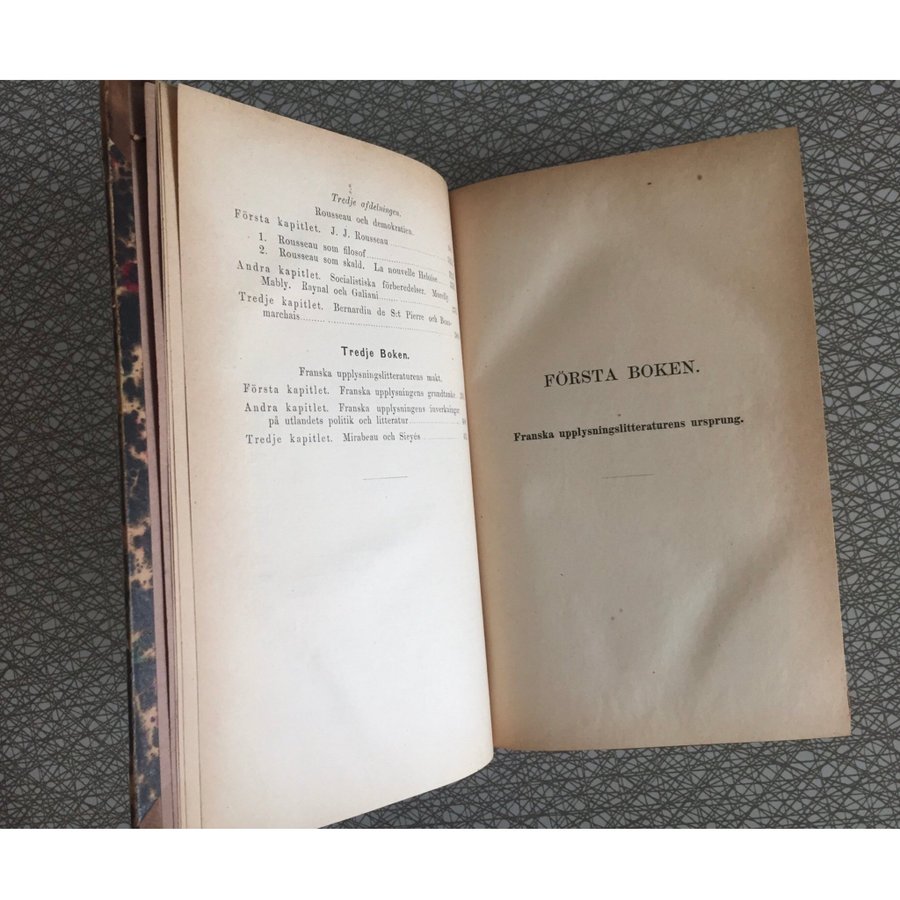 Tredje afdelningen.
Rousseau och demokratien.
Första kapitlet. J. J. Rousseau
1. Rousseau som filosof
2. Rousseau som skald. La nouvelle Heloise
Andra kapitlet. Socialistiska förberedelser. Morelly
Mably. Raynal och Galiani
Tredje kapitlet. Bernardin de S:t Pierre och Beau-
marchais
Tredje Boken.
Franska upplysningslitteraturens makt.
Första kapitlet. Franska upplysningens grundtanke
Andra kapitlet. Franska upplysningens inverkningar
på utlandets politik och litteratur
Tredje kapitlet. Mirabeau och Sieyés
FÖRSTA BOKEN.
Franska upplysningslitteraturens ursprung.